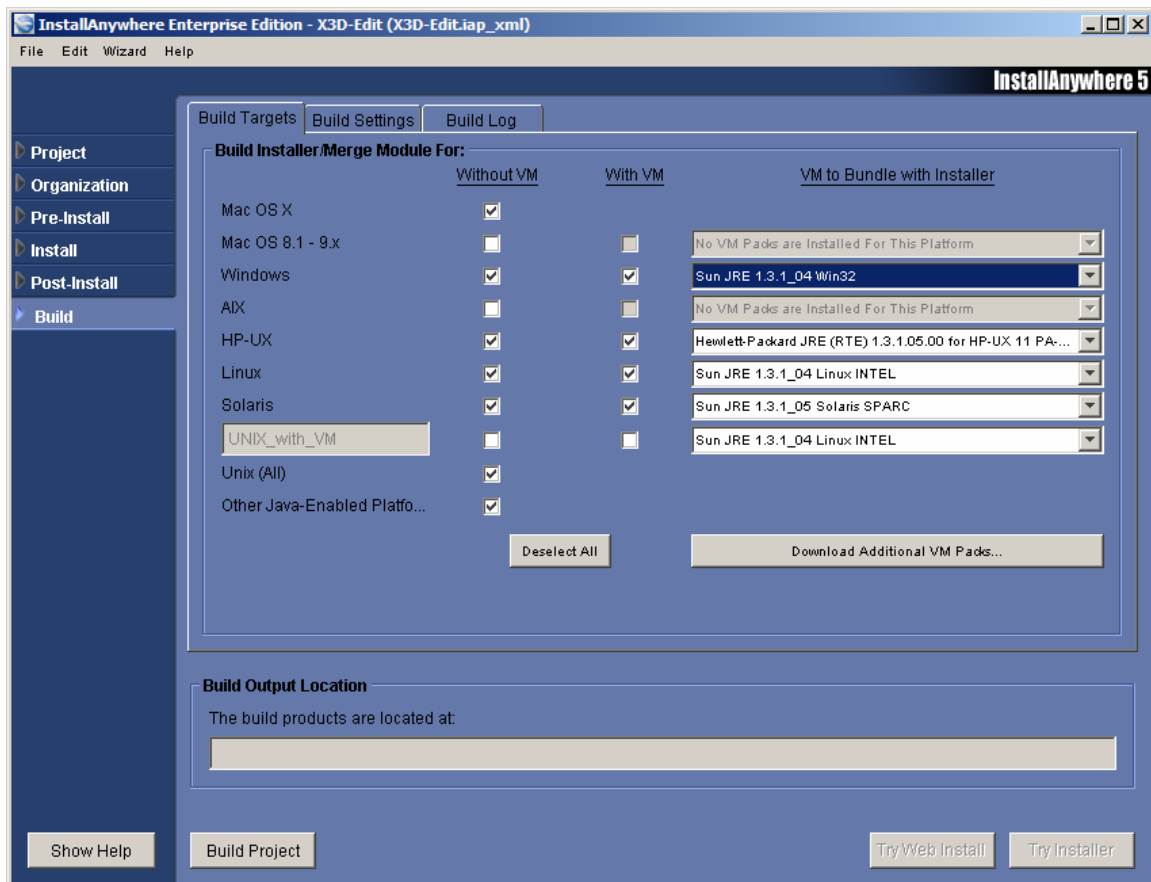 InstallAnywhere Enterprise Edition - X3D-Edit (X3D-Edit.iap_xml)
File Edit Wizard Help
InstallAnywhere 5
Project
Organization
Pre-Install
Install
Post-Install
Build
Build Targets Build Settings Build Log
Build Installer/Merge Module For:
Without VM With VM VM to Bundle with Installer
Mac OS X
Mac OS 8.1 - 9.x No VM Packs are Installed For This Platform
Windows Sun JRE 1.3.1_04 Win32
AIX No VM Packs are Installed For This Platform
HP-UX Hewlett-Packard JRE (RTE) 1.3.1.05.00 for HP-UX 11 PA-...
Linux Sun JRE 1.3.1_04 Linux INTEL
Solaris Sun JRE 1.3.1_05 Solaris SPARC
UNIX_with_VM Sun JRE 1.3.1_04 Linux INTEL
Unix (All)
Other Java-Enabled Platfo...
Deselect All Download Additional VM Packs...
Build Output Location
The build products are located at:
Show Help Build Project Try Web Install Try Installer